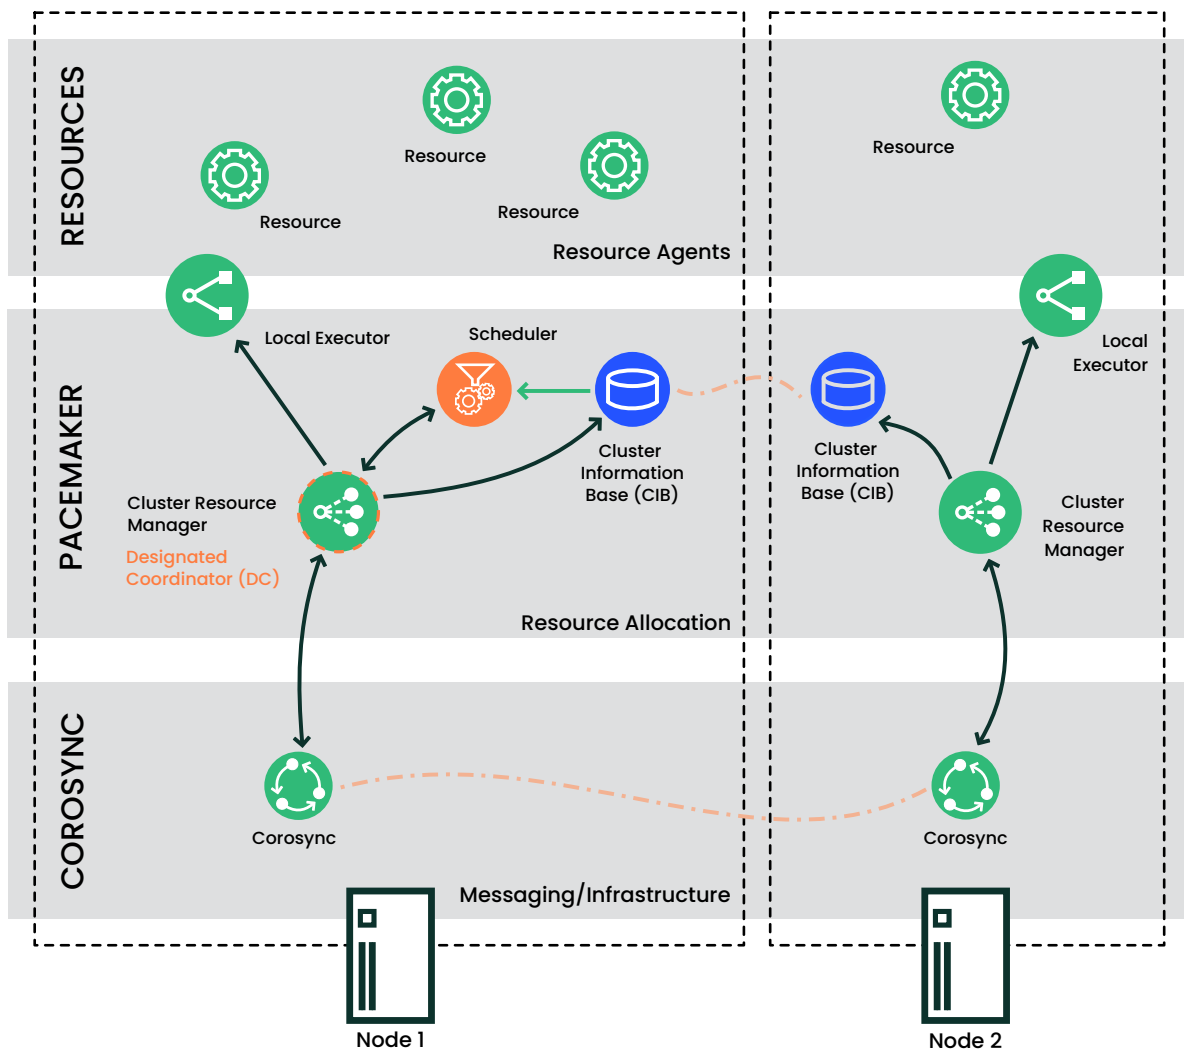 RESOURCES
Resource
Resource
Resource
Resource
Resource Agents
PACEMAKER
Local Executor
Scheduler
Cluster
Information
Base (CIB)
Cluster Resource
Manager
Designated
Coordinator (DC)
Resource Allocation
Local
Executor
Cluster
Information
Base (CIB)
Cluster
Resource
Manager
COROSYNC
Corosync
Corosync
Messaging/Infrastructure
Node 1
Node 2